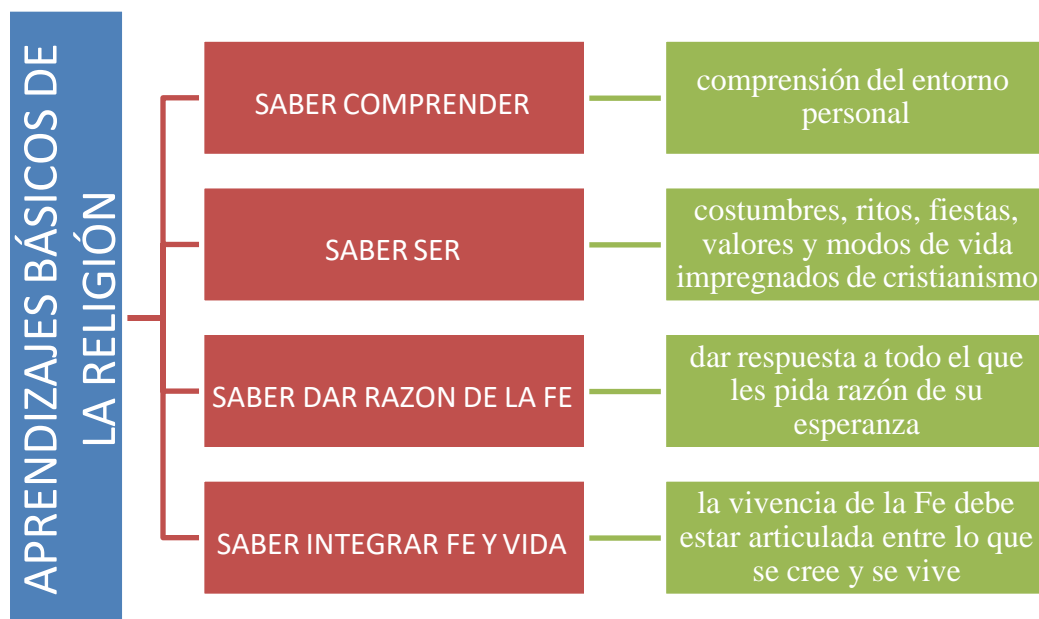 APRENDIZAJES BÁSICOS DE
LA RELIGIÓN
SABER COMPRENDER
comprensión del entorno
personal
SABER SER
costumbres, ritos, fiestas,
valores y modos de vida
impregnados de cristianismo
SABER DAR RAZON DE LA FE
dar respuesta a todo el que
les pida razón de su
esperanza
SABER INTEGRAR FE Y VIDA
la vivencia de la Fe debe
estar articulada entre lo que
se cree y se vive